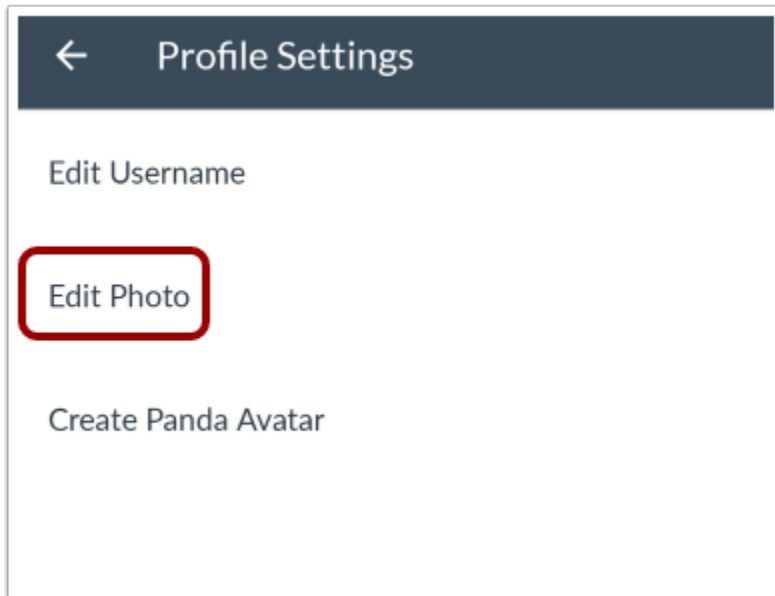 Profile Settings
Edit Username
Edit Photo
Create Panda Avatar